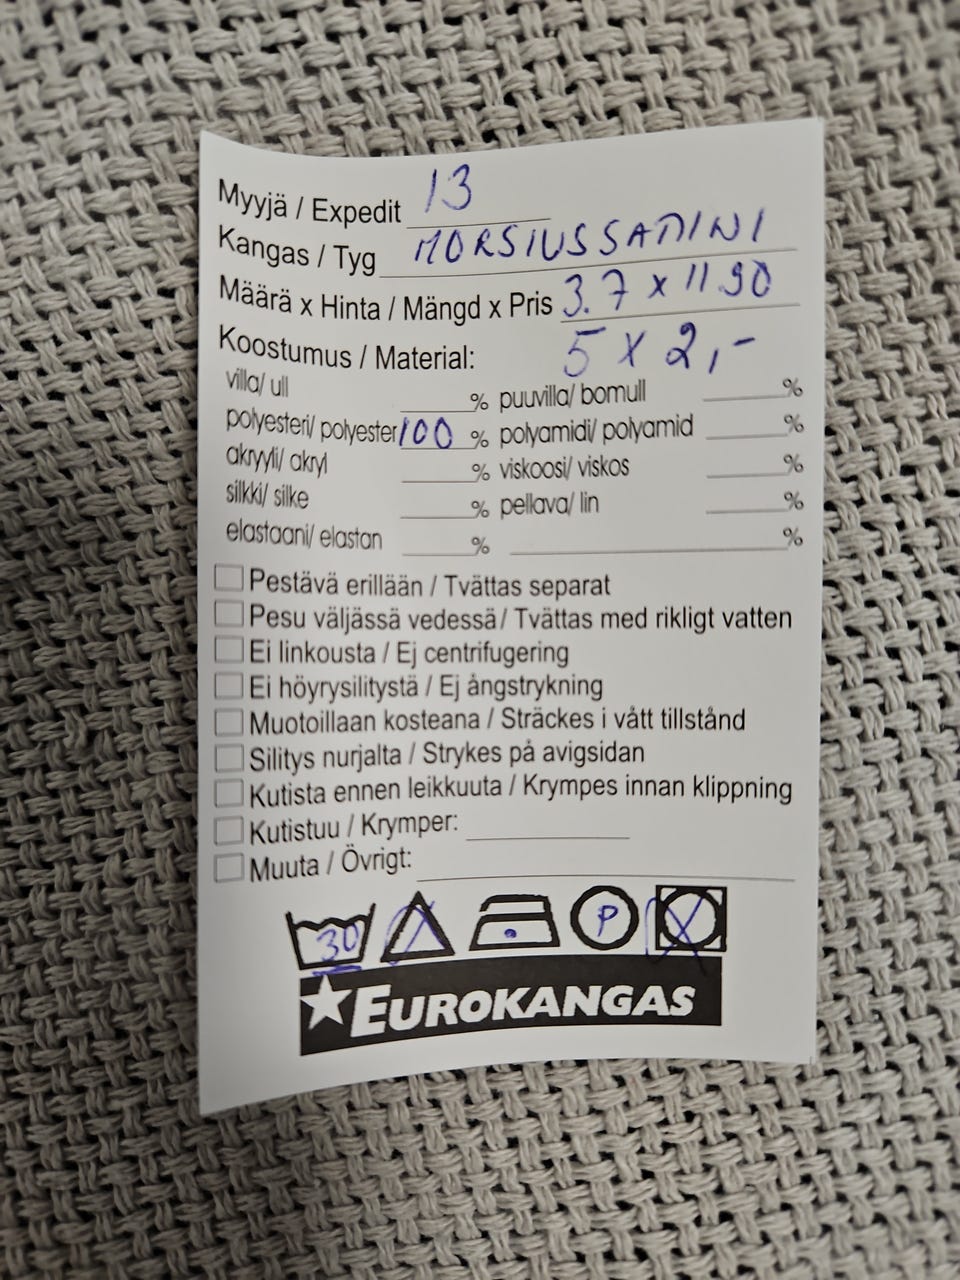 Myyjä / Expedit 13
Kangas / Tyg MORSIUSSATIINI
Määrä x Hinta / Mängd x Pris 3.7 x 11.90
Koostumus / Material: 5 x 2,-
villa/ ull % puuvilla/ bomull %
polyesteri/ polyester 100 % polyamidi/ polyamid %
akryyli/ akryl % viskoosi/ viskos %
silkki/ silke % pellava/ lin %
elastaani/ elastan % %
Pestävä erillään / Tvättas separat
Pesu väljässä vedessä/ Tvättas med rikligt vatten
Ei linkousta / Ej centrifugering
Ei höyrysilitystä / Ej ångstrykning
Muotoillaan kosteana / Sträckes i vått tillstånd
Silitys nurjalta / Strykes på avigsidan
Kutista ennen leikkuuta / Krympes innan klippning
Kutistuu / Krymper:
Muuta / Övrigt:
30 P
EUROKANGAS